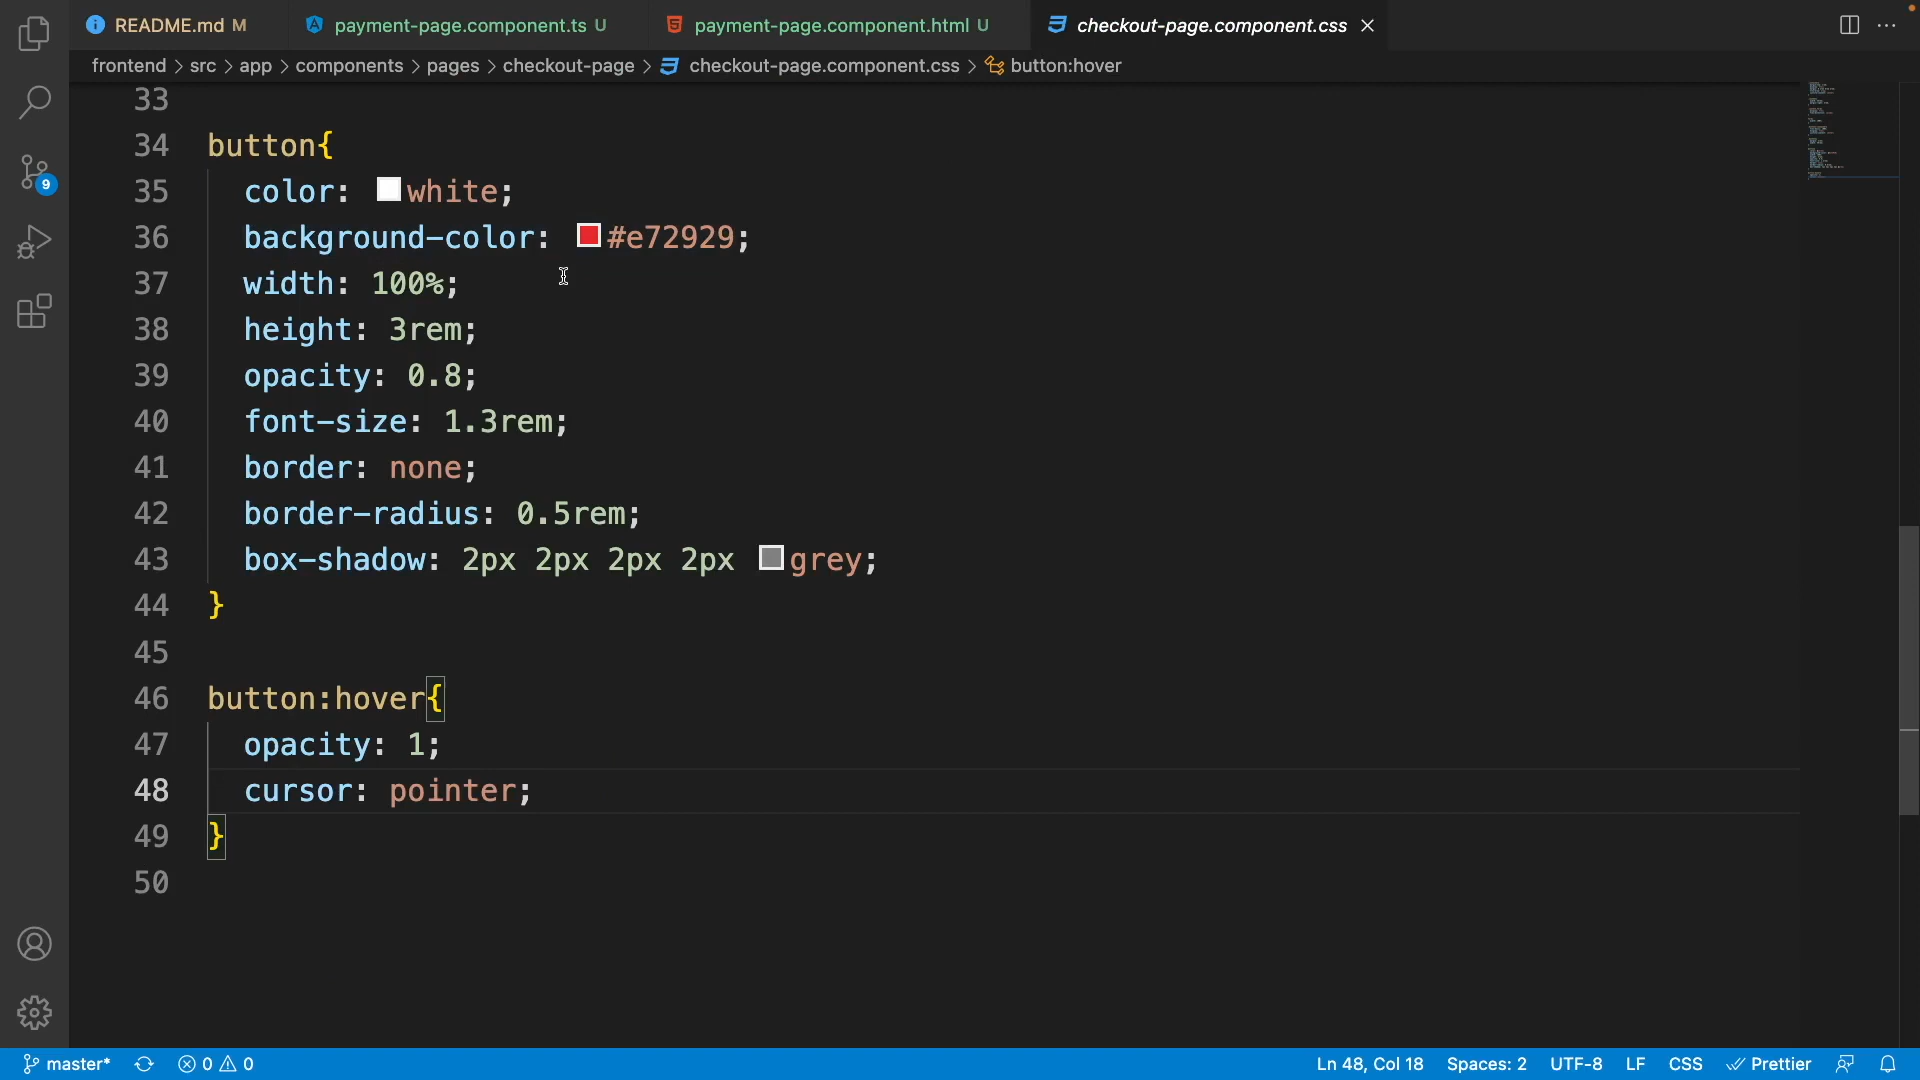 README.md M payment-page.component.ts U payment-page.component.html U checkout-page.component.css
frontend > src > app > components > pages > checkout-page > checkout-page.component.css > button:hover
33
34 button{
35 color: white;
36 background-color: #e72929;
37 width: 100%;
38 height: 3rem;
39 opacity: 0.8;
40 font-size: 1.3rem;
41 border: none;
42 border-radius: 0.5rem;
43 box-shadow: 2px 2px 2px 2px grey;
44 }
45
46 button:hover{
47 opacity: 1;
48 cursor: pointer;
49 }
50
9
master* 0 0 Ln 48, Col 18 Spaces: 2 UTF-8 LF CSS Prettier